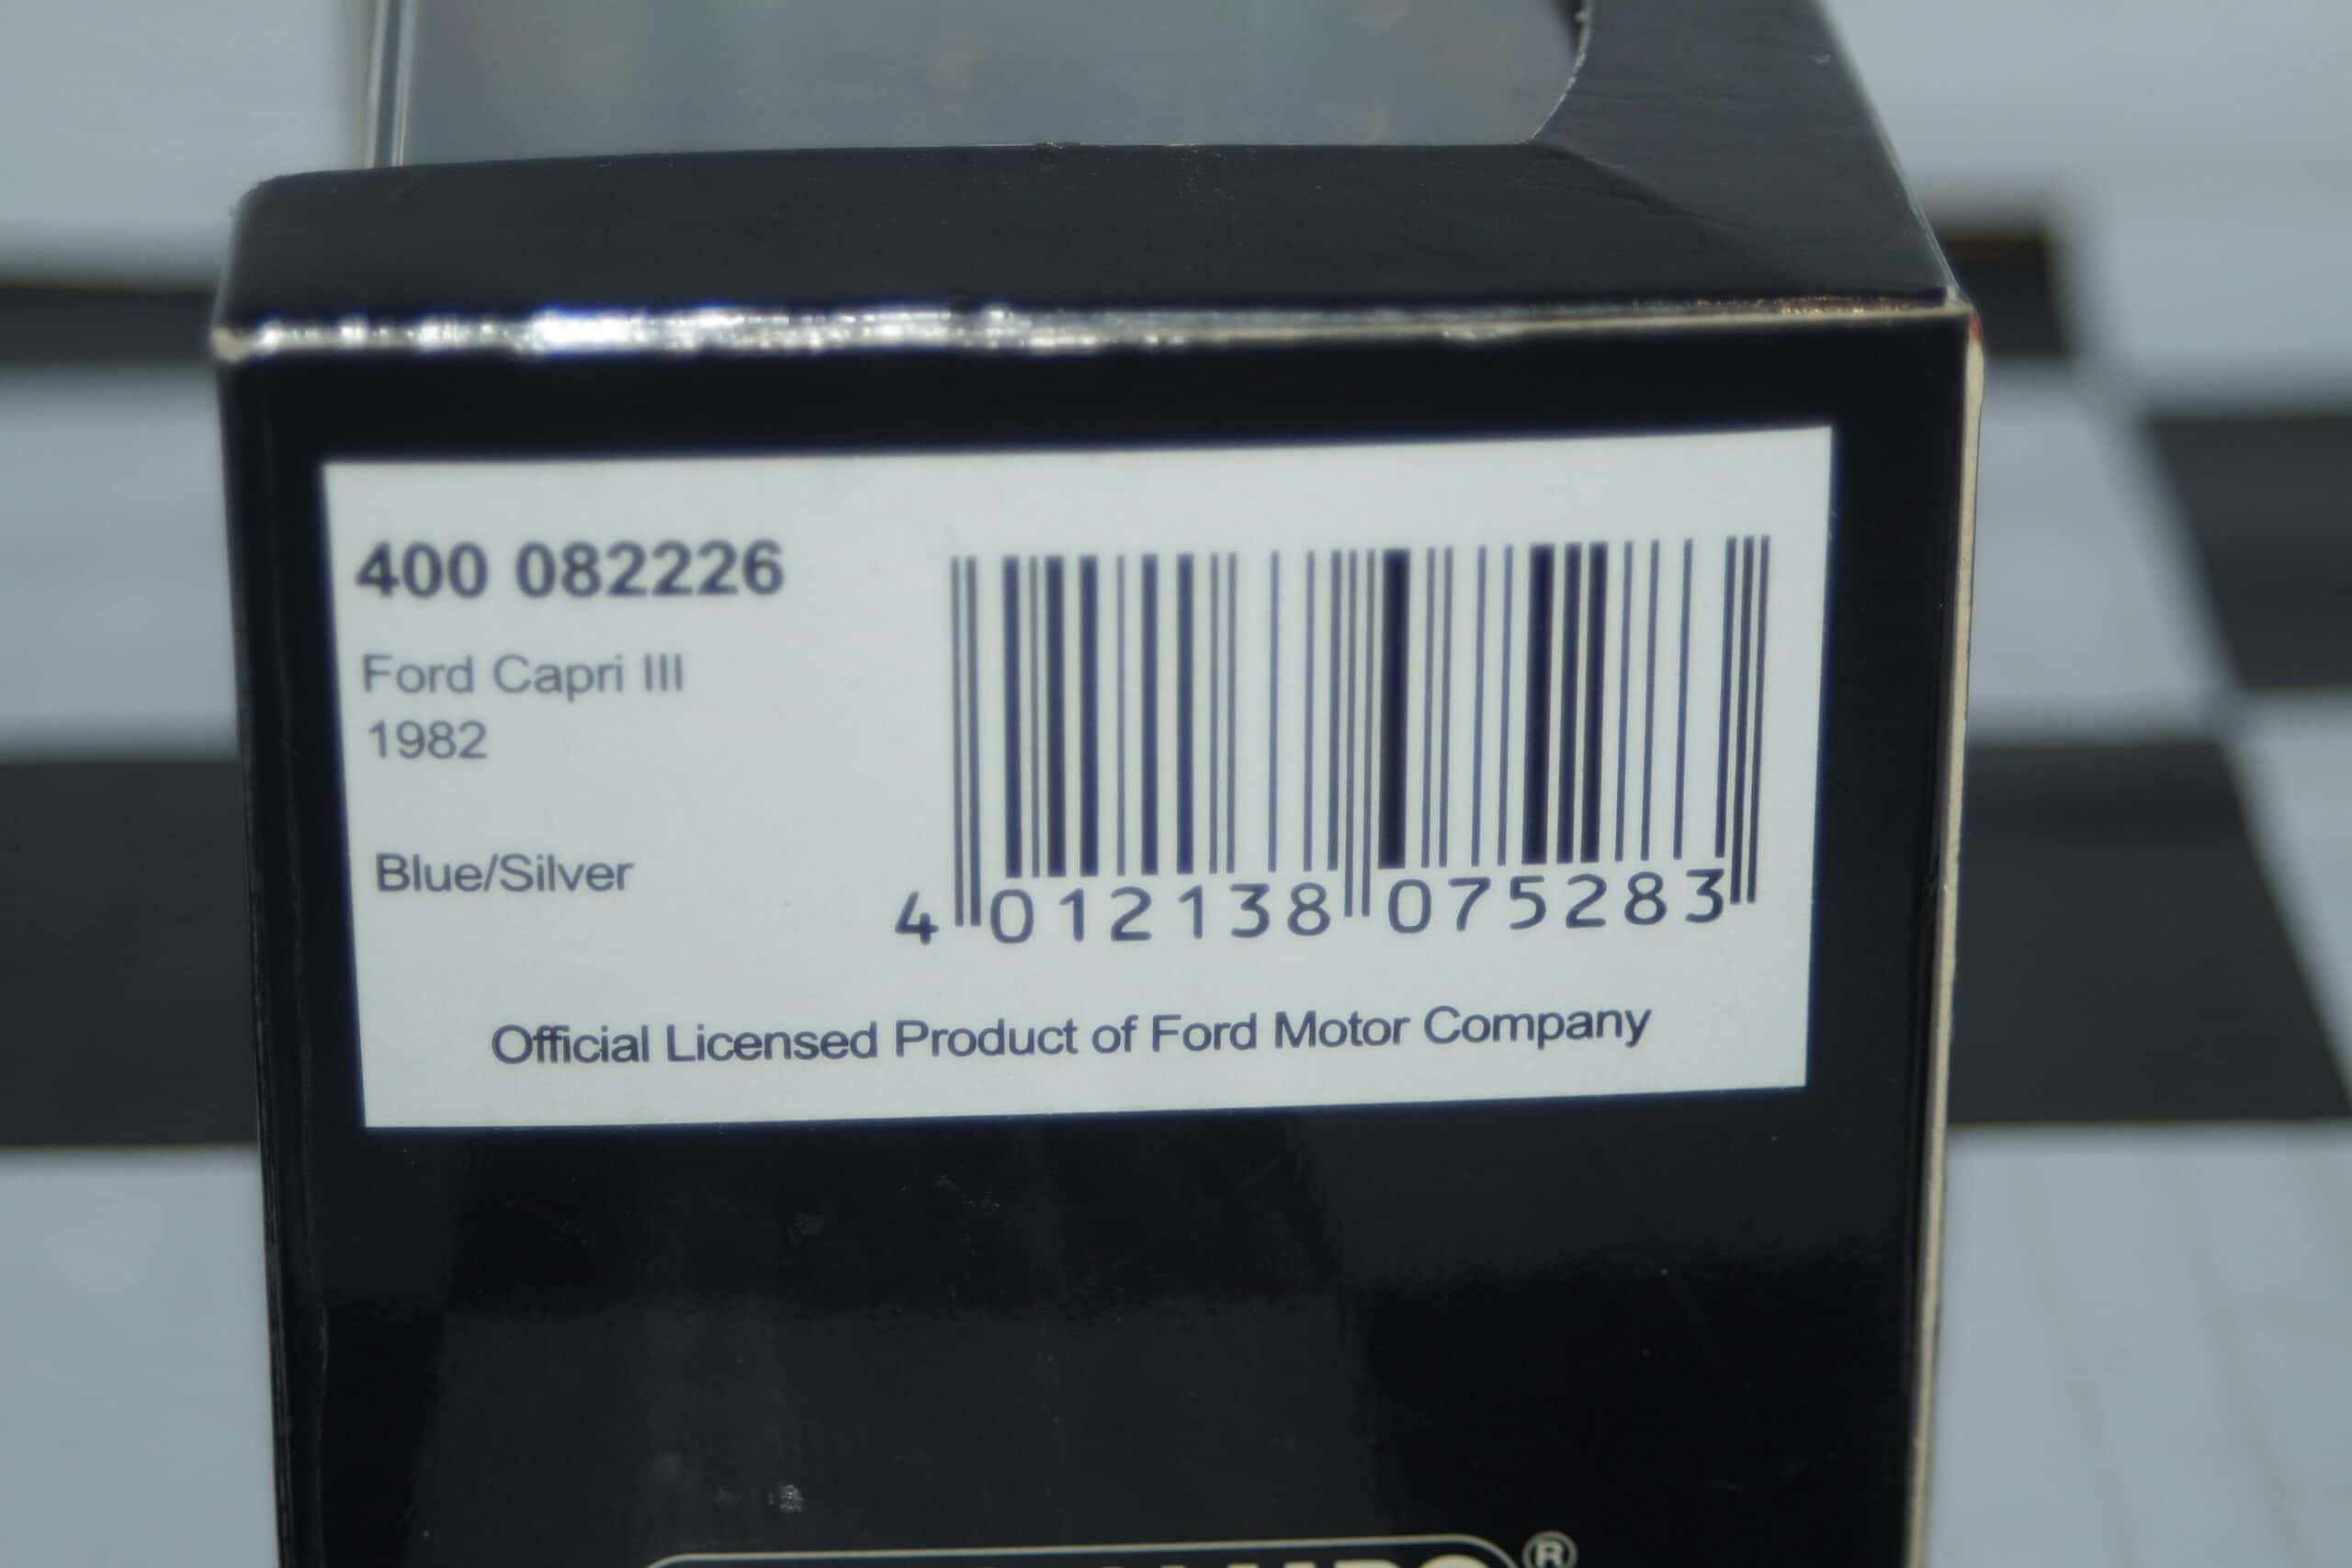 400 082226
Ford Capri III
1982
Blue/Silver
4 012138 075283
Official Licensed Product of Ford Motor Company
®